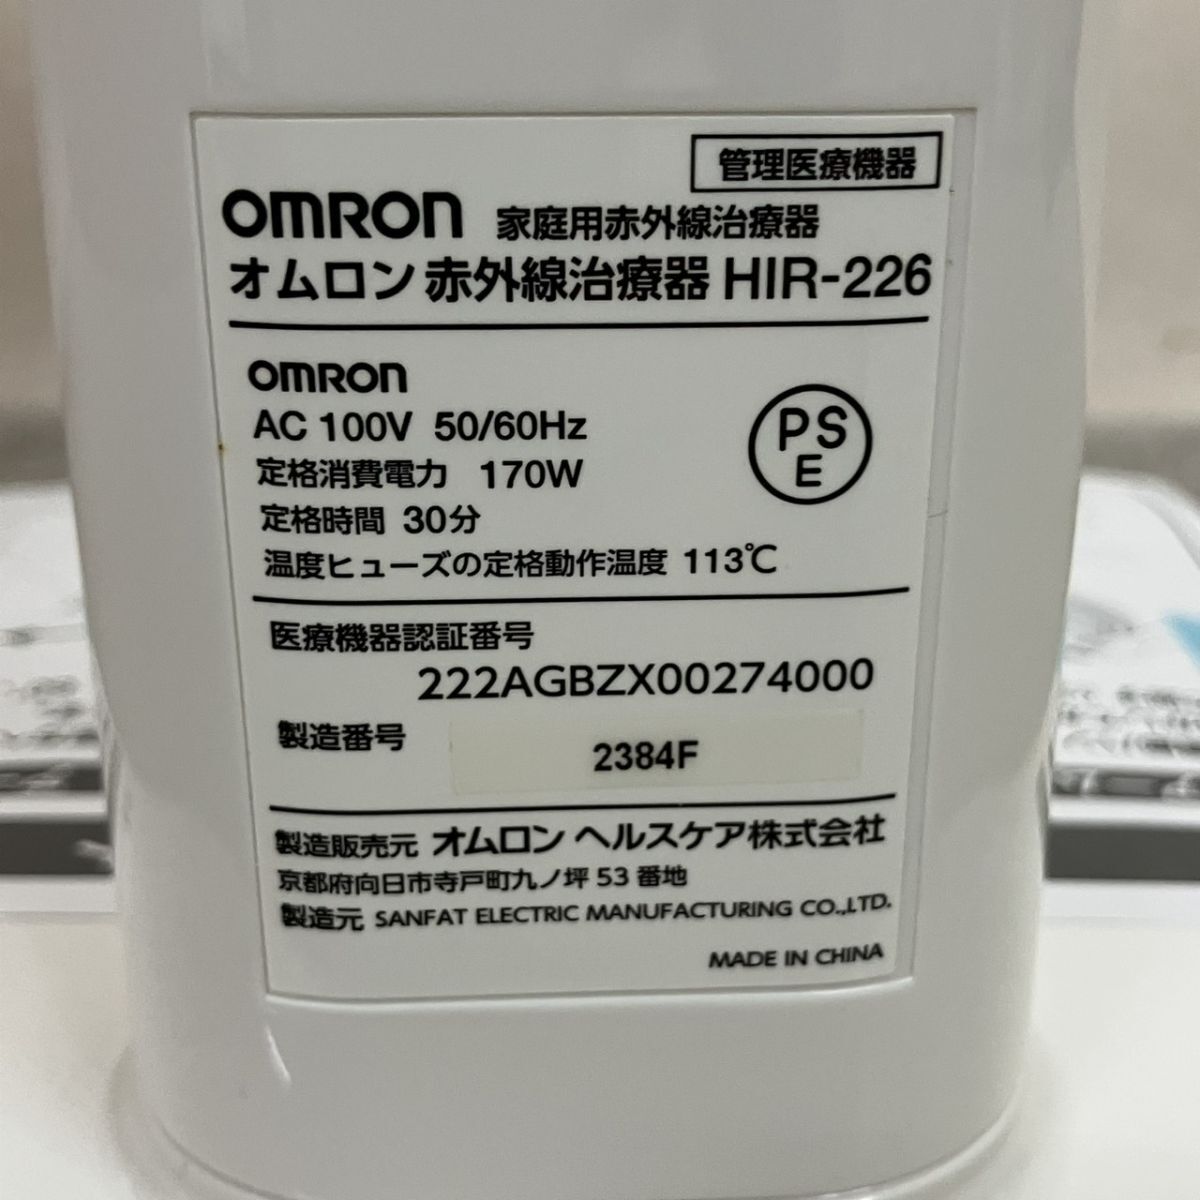 管理医療機器
OMRON 家庭用赤外線治療器
オムロン 赤外線治療器 HIR-226
OMRON
AC 100V 50/60Hz
定格消費電力 170W
定格時間 30分
温度ヒューズの定格動作温度 113℃
PS
E
医療機器認証番号
222AGBZX00274000
製造番号 2384F
製造販売元 オムロン ヘルスケア株式会社
京都府向日市寺戸町九ノ坪 53 番地
製造元 SANFAT ELECTRIC MANUFACTURING CO.,LTD.
MADE IN CHINA